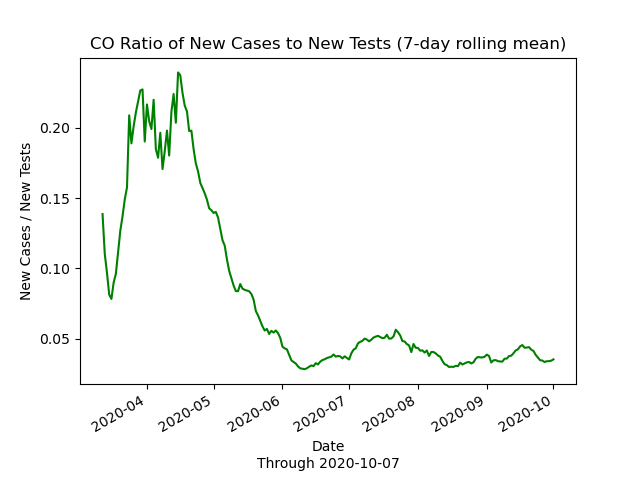 CO Ratio of New Cases to New Tests (7-day rolling mean)
New Cases / New Tests
0.20
0.15
0.10
0.05
2020-04
2020-05
2020-06
2020-07
2020-08
2020-09
2020-10
Date
Through 2020-10-07